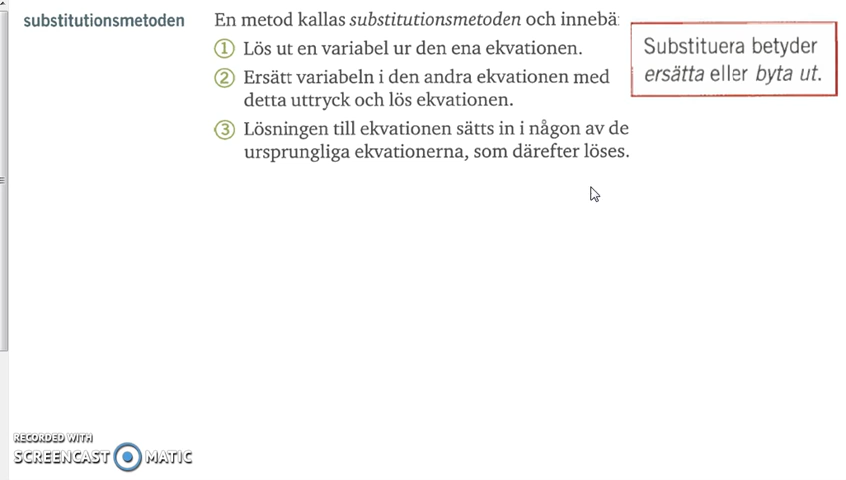 substitutionsmetoden
En metod kallas substitutionsmetoden och innebä
① Lös ut en variabel ur den ena ekvationen.
② Ersätt variabeln i den andra ekvationen med
detta uttryck och lös ekvationen.
③ Lösningen till ekvationen sätts in i någon av de
ursprungliga ekvationerna, som därefter löses.
Substituera betyder
ersätta eller byta ut.
RECORDED WITH
SCREENCAST MATIC